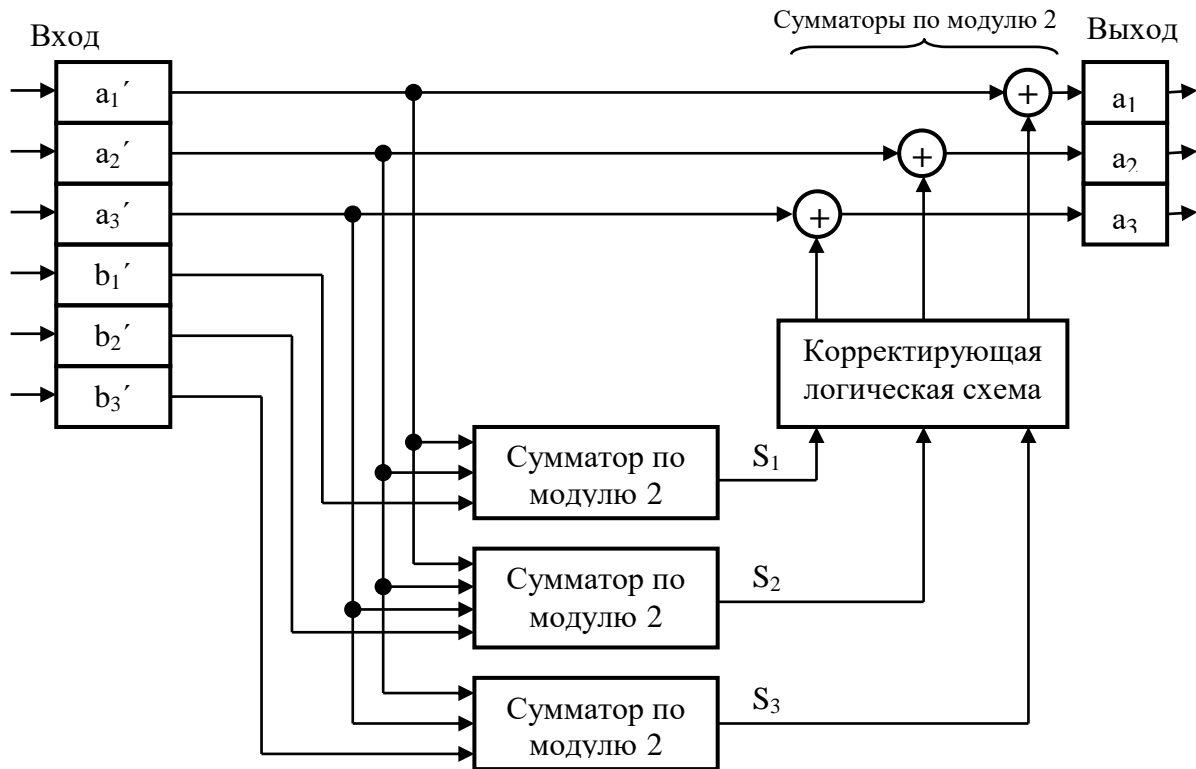 Сумматоры по модулю 2
Вход
Выход
a₁´
a₂´
a₃´
b₁´
b₂´
b₃´
+
+
+
a₁
a₂
a₃
Корректирующая
логическая схема
Сумматор по
модулю 2
S₁
Сумматор по
модулю 2
S₂
Сумматор по
модулю 2
S₃